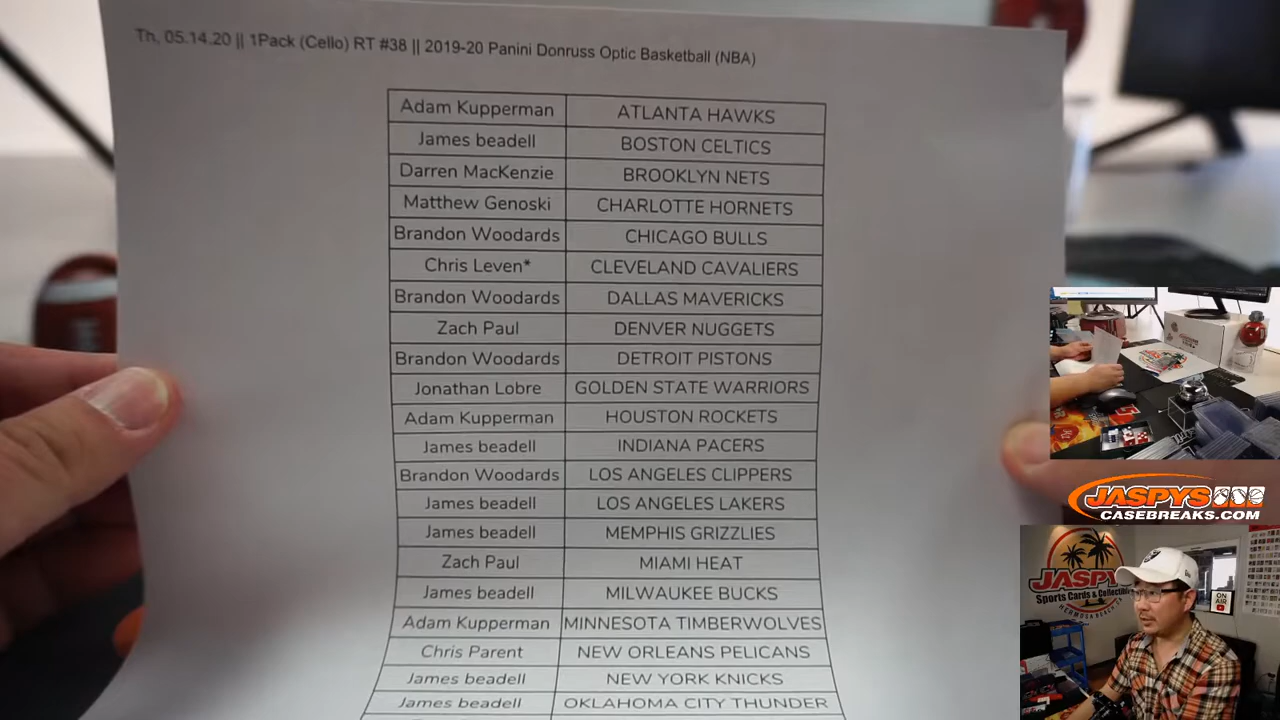 Th, 05.14.20 || 1Pack (Cello) RT #38 || 2019-20 Panini Donruss Optic Basketball (NBA)
Adam Kupperman ATLANTA HAWKS
James beadell BOSTON CELTICS
Darren MacKenzie BROOKLYN NETS
Matthew Genoski CHARLOTTE HORNETS
Brandon Woodards CHICAGO BULLS
Chris Leven* CLEVELAND CAVALIERS
Brandon Woodards DALLAS MAVERICKS
Zach Paul DENVER NUGGETS
Brandon Woodards DETROIT PISTONS
Jonathan Lobre GOLDEN STATE WARRIORS
Adam Kupperman HOUSTON ROCKETS
James beadell INDIANA PACERS
Brandon Woodards LOS ANGELES CLIPPERS
James beadell LOS ANGELES LAKERS
James beadell MEMPHIS GRIZZLIES
Zach Paul MIAMI HEAT
James beadell MILWAUKEE BUCKS
Adam Kupperman MINNESOTA TIMBERWOLVES
Chris Parent NEW ORLEANS PELICANS
James beadell NEW YORK KNICKS
James beadell OKLAHOMA CITY THUNDER
JASPYS
CASEBREAKS.COM
JASPY'S
Sports Cards & Collectibles
ON AIR